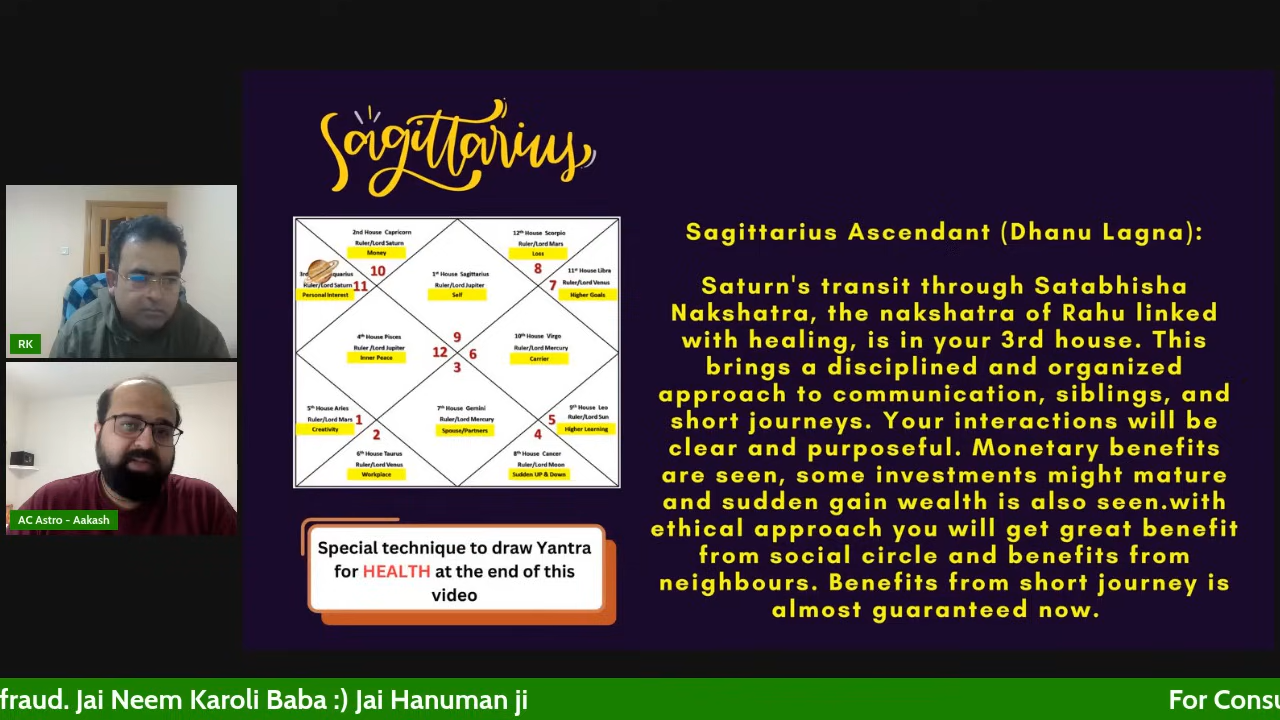 Sagittarius
2nd House Capricorn
Ruler/Lord Saturn
Money
12th House Scorpio
Ruler/Lord Mars
Loss
10
8
3rd
quarius
Ruler/Lord Saturn
11
Personal Interest
1st House Sagittarius
Ruler/Lord Jupiter
Self
11th House Libra
Ruler/Lord Venus
7
Higher Goals
4th House Pisces
Ruler /Lord Jupiter
Inner Peace
9
12
6
3
10th House Virgo
Ruler/Lord Mercury
Carrier
5th House Aries
Ruler/Lord Mars
1
Creativity
2
7th House Gemini
Ruler/Lord Mercury
Spouse/Partners
9th House Leo
Ruler/Lord Sun
5
Higher Learning
4
6th House Taurus
Ruler/Lord Venus
Workplace
8th House Cancer
Ruler/Lord Moon
Sudden UP & Down
Special technique to draw Yantra
for HEALTH at the end of this
video
Sagittarius Ascendant (Dhanu Lagna):
Saturn's transit through Satabhisha
Nakshatra, the nakshatra of Rahu linked
with healing, is in your 3rd house. This
brings a disciplined and organized
approach to communication, siblings, and
short journeys. Your interactions will be
clear and purposeful. Monetary benefits
are seen, some investments might mature
and sudden gain wealth is also seen.with
ethical approach you will get great benefit
from social circle and benefits from
neighbours. Benefits from short journey is
almost guaranteed now.
RK
AC Astro - Aakash
fraud. Jai Neem Karoli Baba :) Jai Hanuman ji
For Consu